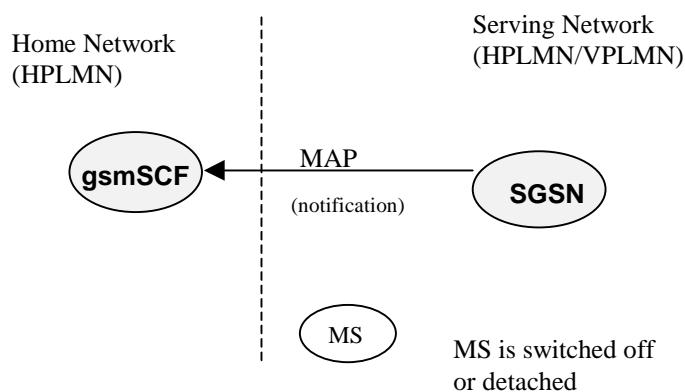 Home Network
(HPLMN)
Serving Network
(HPLMN/VPLMN)
gsmSCF
MAP
(notification)
SGSN
MS
MS is switched off
or detached